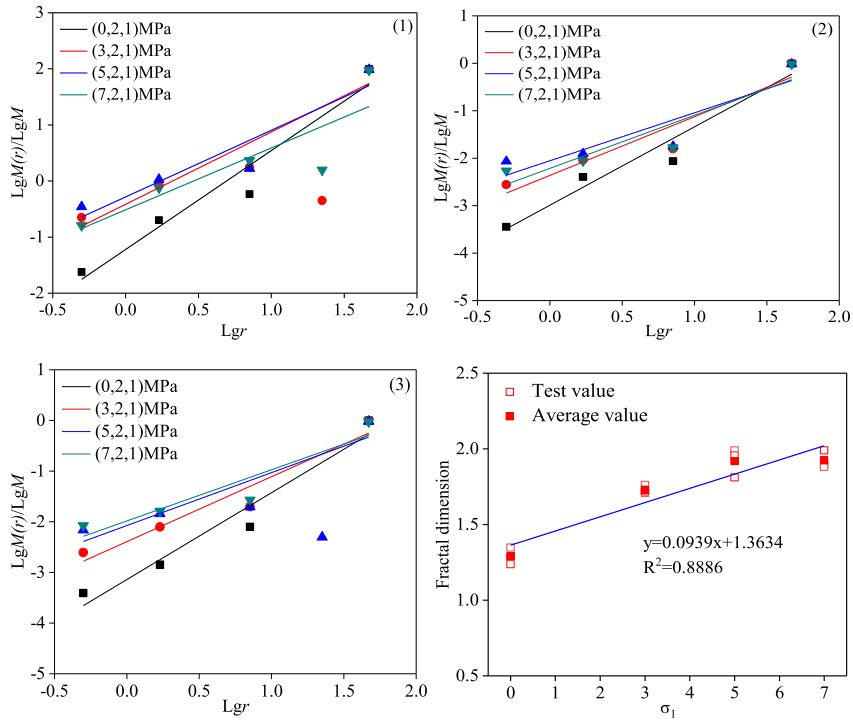 (1)
(0,2,1)MPa
(3,2,1)MPa
(5,2,1)MPa
(7,2,1)MPa
3
2
1
0
-1
-2
LgM(r)/LgM
-0.5 0.0 0.5 1.0 1.5 2.0
Lgr
(2)
(0,2,1)MPa
(3,2,1)MPa
(5,2,1)MPa
(7,2,1)MPa
1
0
-1
-2
-3
-4
-5
LgM(r)/LgM
-0.5 0.0 0.5 1.0 1.5 2.0
Lgr
(3)
(0,2,1)MPa
(3,2,1)MPa
(5,2,1)MPa
(7,2,1)MPa
1
0
-1
-2
-3
-4
-5
LgM(r)/LgM
-0.5 0.0 0.5 1.0 1.5 2.0
Lgr
Test value
Average value
2.5
2.0
1.5
1.0
0.5
Fractal dimension
y=0.0939x+1.3634
R²=0.8886
0 1 2 3 4 5 6 7
σ₁